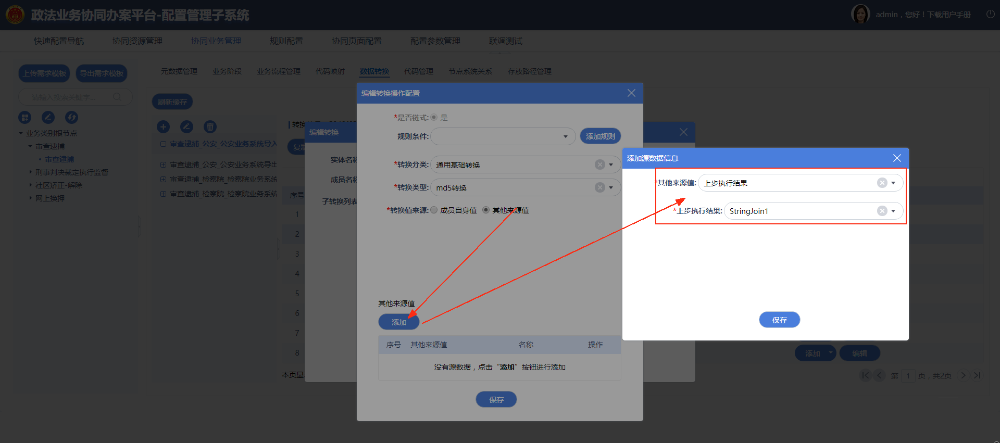 政法业务协同办案平台-配置管理子系统
admin，您好！下载用户手册
快速配置导航 协同资源管理 协同业务管理 规则配置 协同页面配置 配置参数管理 联调测试
上传需求模板 导出需求模板
元数据管理 业务阶段 业务流程管理 代码映射 数据转换 代码管理 节点系统关系 存放路径管理
请输入搜索关键字...
刷新缓存
业务类别根节点
审查逮捕
审查逮捕
刑事判决裁定执行监督
社区矫正-解除
网上换押
审查逮捕_公安_公安业务系统导入
审查逮捕_公安_公安业务系统导出
审查逮捕_检察院_检察院业务系统
审查逮捕_检察院_检察院业务系统
转换
复制
序号
1
2
3
4
5
6
7
8
本页显
编辑转换
实体名称
成员名称
子转换列表
编辑转换操作配置
*是否链式: 是
规则条件: 添加规则
*转换分类: 通用基础转换
*转换类型: md5转换
*转换值来源: 成员自身值 其他来源值
其他来源值
添加
序号 其他来源值 名称 操作
没有源数据，点击“添加”按钮进行添加
保存
添加源数据信息
*其他来源值: 上步执行结果
*上步执行结果: StringJoin1
保存
添加 编辑
第 1 页，共2页